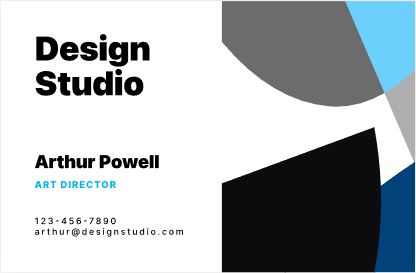 Design
Studio
Arthur Powell
ART DIRECTOR
123-456-7890
arthur@designstudio.com